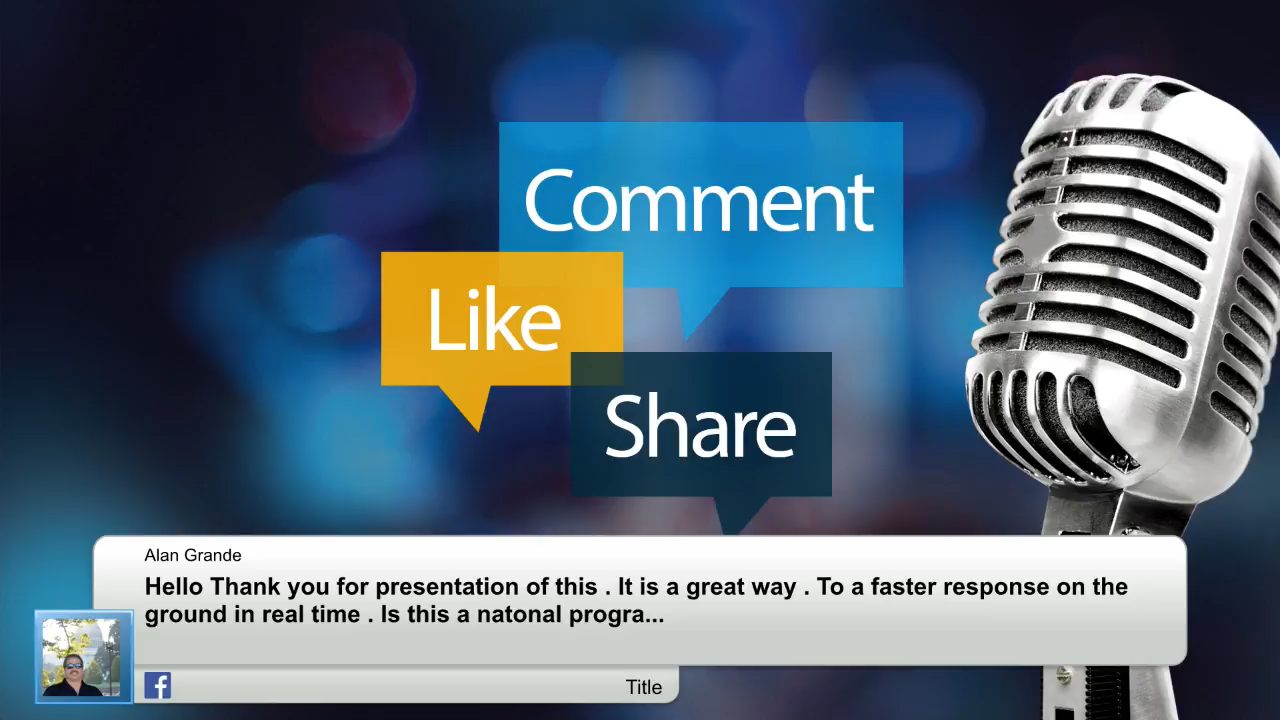 Comment
Like
Share
Alan Grande
Hello Thank you for presentation of this . It is a great way . To a faster response on the
ground in real time . Is this a natonal progra...
Title